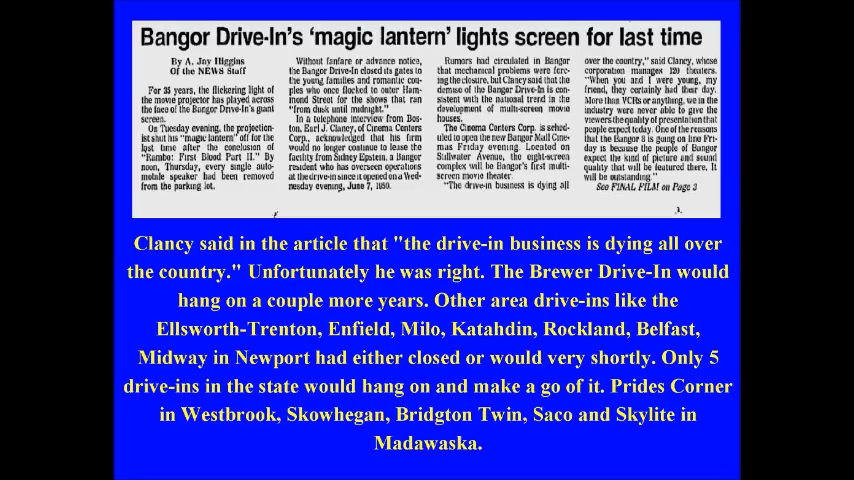 Bangor Drive-In's 'magic lantern' lights screen for last time
By A. Jay Higgins
Of the NEWS Staff
For 35 years, the flickering light of
the movie projector has played across
the face of the Bangor Drive-In's giant
screen.
On Tuesday evening, the projection-
ist shut his "magic lantern" off for the
last time after the conclusion of
"Rambo: First Blood Part II." By
noon, Thursday, every single auto-
mobile speaker had been removed
from the parking lot.
Without fanfare or advance notice,
the Bangor Drive-In closed its gates to
the young families and romantic cou-
ples who once flocked to outer Ham-
mond Street for the shows that ran
"from dusk until midnight."
In a telephone interview from Bos-
ton, Earl J. Clancy, of Cinema Centers
Corp., acknowledged that his firm
would no longer continue to lease the
facility from Sidney Epstein, a Bangor
resident who has overseen operations
at the drive-in since it opened on a Wed-
nesday evening, June 7, 1950.
Rumors had circulated in Bangor
that mechanical problems were forc-
ing the closure, but Clancy said that the
demise of the Bangor Drive-In is con-
sistent with the national trend in the
development of multi-screen movie
houses.
The Cinema Centers Corp. is sched-
uled to open the new Bangor Mall Cine-
mas Friday evening. Located on
Stillwater Avenue, the eight-screen
complex will be Bangor's first multi-
screen movie theater.
"The drive-in business is dying all
over the country," said Clancy, whose
corporation manages 120 theaters.
"When you and I were young, my
friend, they certainly had their day.
More than VCRs or anything, we in the
industry were never able to give the
viewers the quality of presentation that
people expect today. One of the reasons
that the Bangor 8 is going on line Fri-
day is because the people of Bangor
expect the kind of picture and sound
quality that will be featured there. It
will be outstanding."
See FINAL FILM on Page 2
Clancy said in the article that "the drive-in business is dying all over
the country." Unfortunately he was right. The Brewer Drive-In would
hang on a couple more years. Other area drive-ins like the
Ellsworth-Trenton, Enfield, Milo, Katahdin, Rockland, Belfast,
Midway in Newport had either closed or would very shortly. Only 5
drive-ins in the state would hang on and make a go of it. Prides Corner
in Westbrook, Skowhegan, Bridgton Twin, Saco and Skylite in
Madawaska.